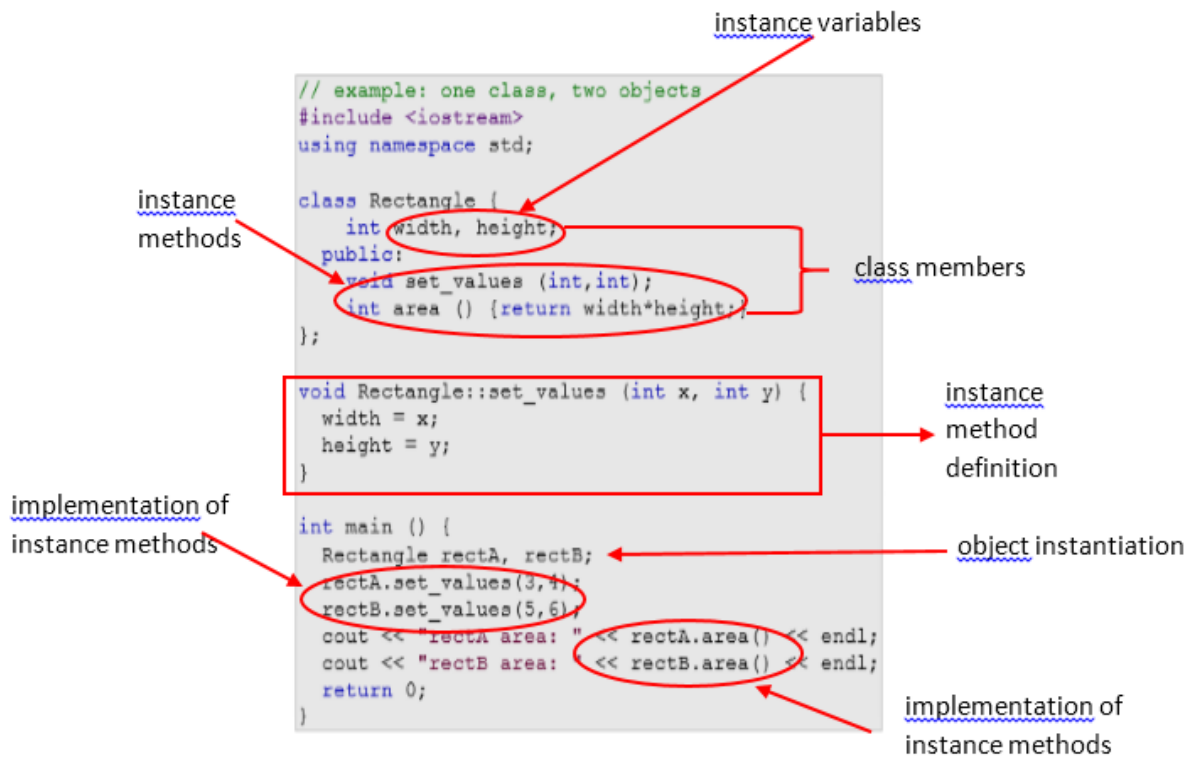 instance variables
// example: one class, two objects
#include <iostream>
using namespace std;
class Rectangle {
int width, height;
public:
void set_values (int,int);
int area () {return width*height;}
};
instance
methods
class members
void Rectangle::set_values (int x, int y) {
width = x;
height = y;
}
instance
method
definition
implementation of
instance methods
int main () {
Rectangle rectA, rectB;
rectA.set_values(3,4);
rectB.set_values(5,6);
cout << "rectA area: " << rectA.area() << endl;
cout << "rectB area: " << rectB.area() << endl;
return 0;
}
object instantiation
implementation of
instance methods